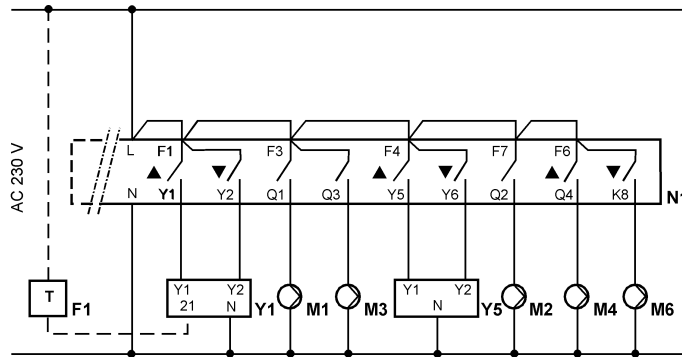 AC 230 V
L F1 F3 F4 F7 F6
N Y1 Y2 Q1 Q3 Y5 Y6 Q2 Q4 K8 N1
T F1
Y1 Y2
21 N
Y1 M1 M3
Y1 Y2
N
Y5 M2 M4 M6